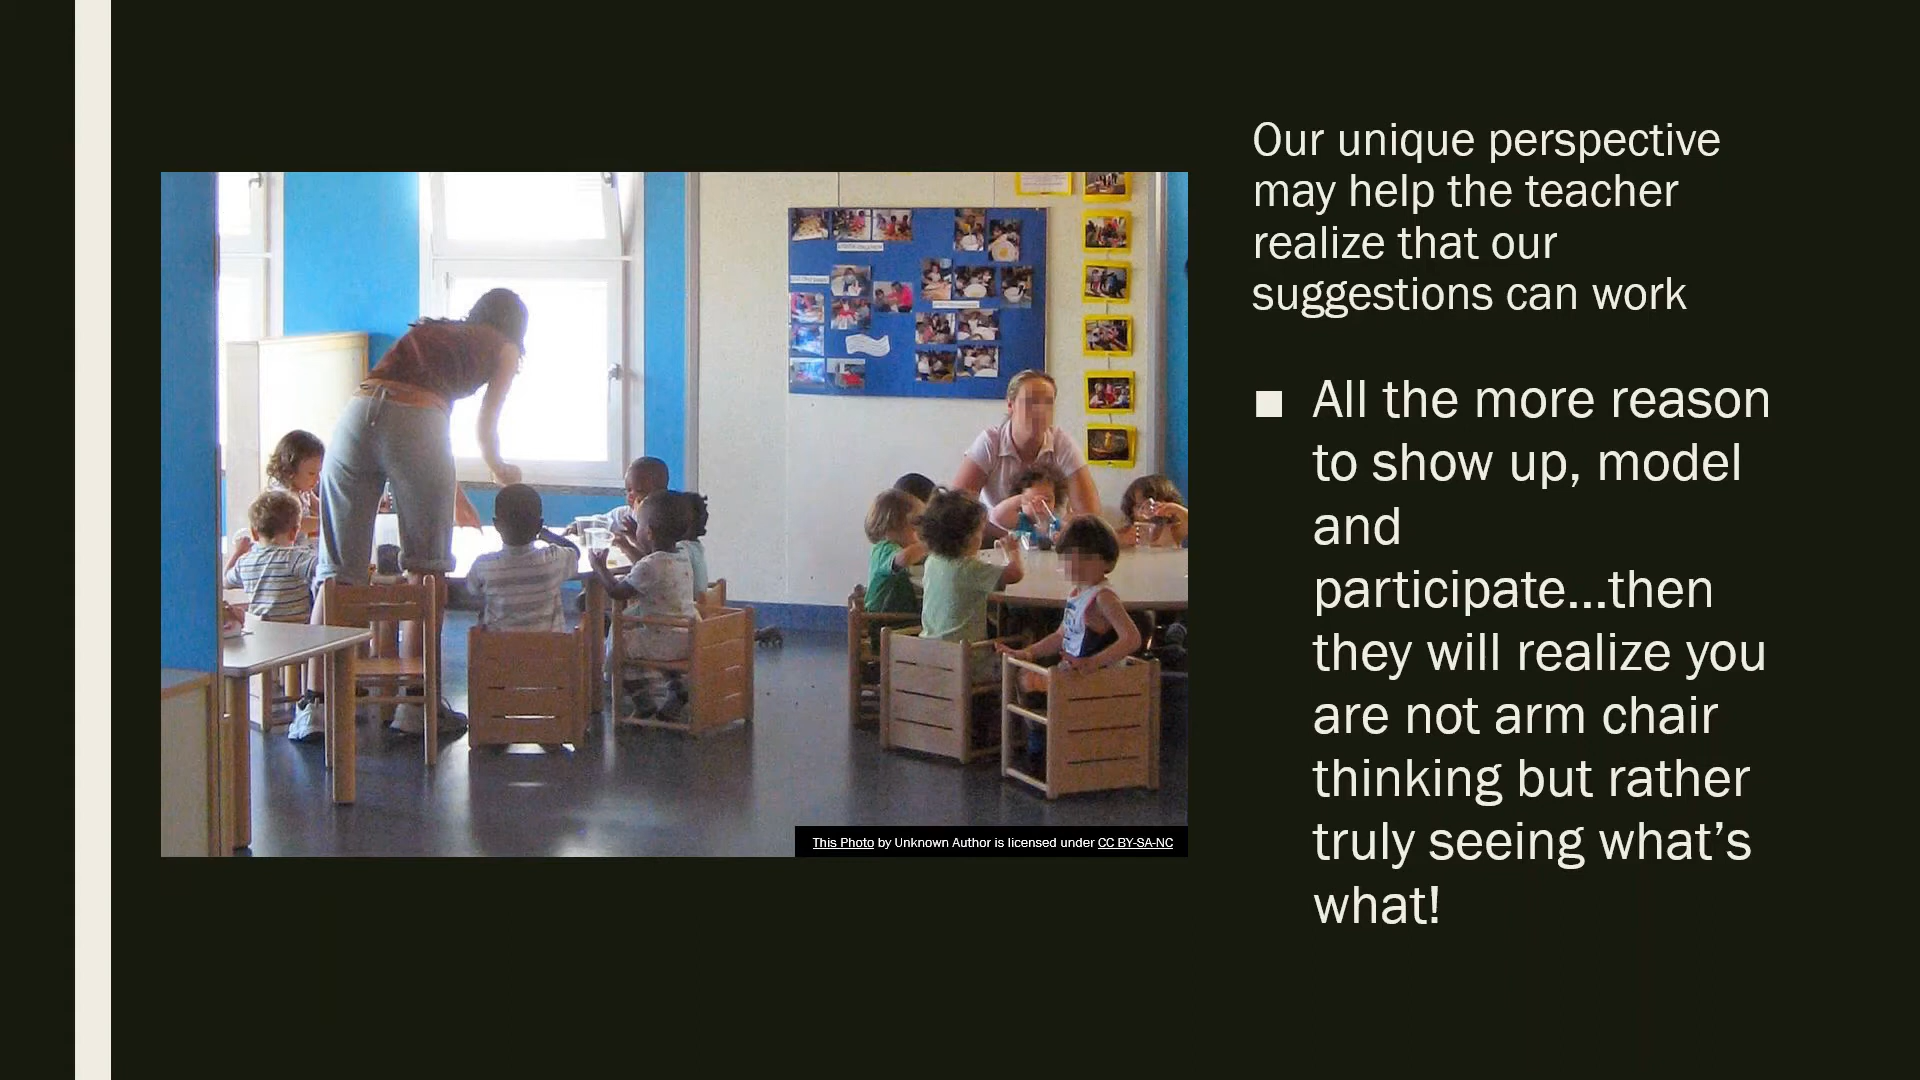 Our unique perspective
may help the teacher
realize that our
suggestions can work
■ All the more reason
to show up, model
and
participate...then
they will realize you
are not arm chair
thinking but rather
truly seeing what’s
what!
This Photo by Unknown Author is licensed under CC BY-SA-NC